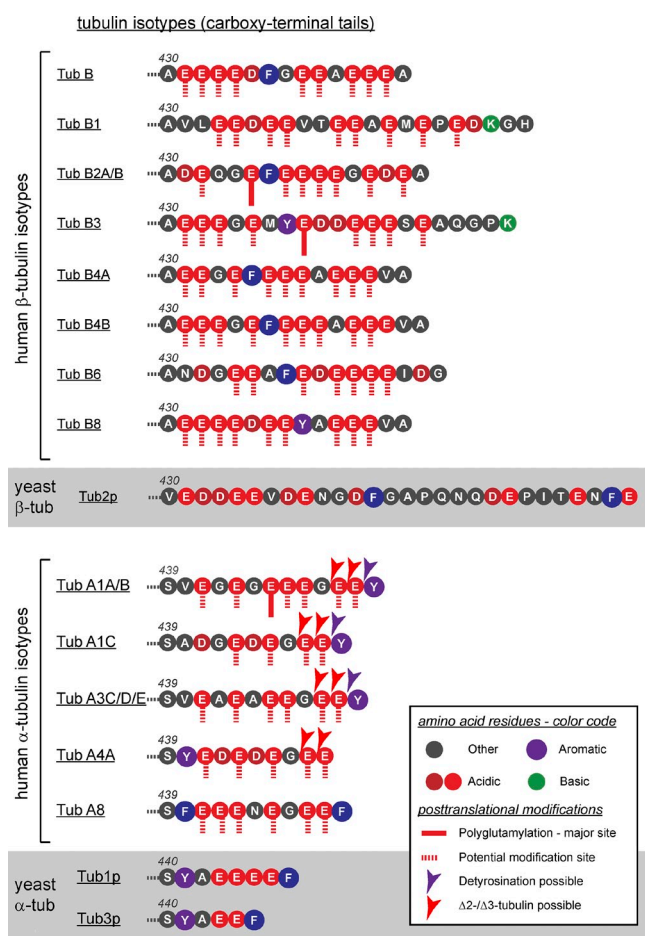 tubulin isotypes (carboxy-terminal tails)
human β-tubulin isotypes
430
Tub B AEEEEDFGEEAEEEA
430
Tub B1 AVLEEDEEVTEEAEMEPEDKGH
430
Tub B2A/B ADEQGEFEEEEGEDEA
430
Tub B3 AEEEGEMYEDDEEESEAQGPK
430
Tub B4A AEEGEFEEEAEEEVA
430
Tub B4B AEEEGEFEEEAEEEVA
430
Tub B6 ANDGEEAFEDEEEEIDG
430
Tub B8 AEEEEDEEYAEEEVA
yeast
β-tub
430
Tub2p VEDDEEVDENGDFGAPQNQDEPITENFE
human α-tubulin isotypes
439
Tub A1A/B SVEGEGEEEGEEY
439
Tub A1C SADGEDEGEEY
439
Tub A3C/D/E SVEAEAEEGEEY
439
Tub A4A SYEDEDEGEE
439
Tub A8 SFEEENEGEEF
yeast
α-tub
440
Tub1p SYAEEEEF
440
Tub3p SYAEEF
amino acid residues - color code
Other Aromatic
Acidic Basic
posttranslational modifications
Polyglutamylation - major site
Potential modification site
Detyrosination possible
Δ2-/Δ3-tubulin possible